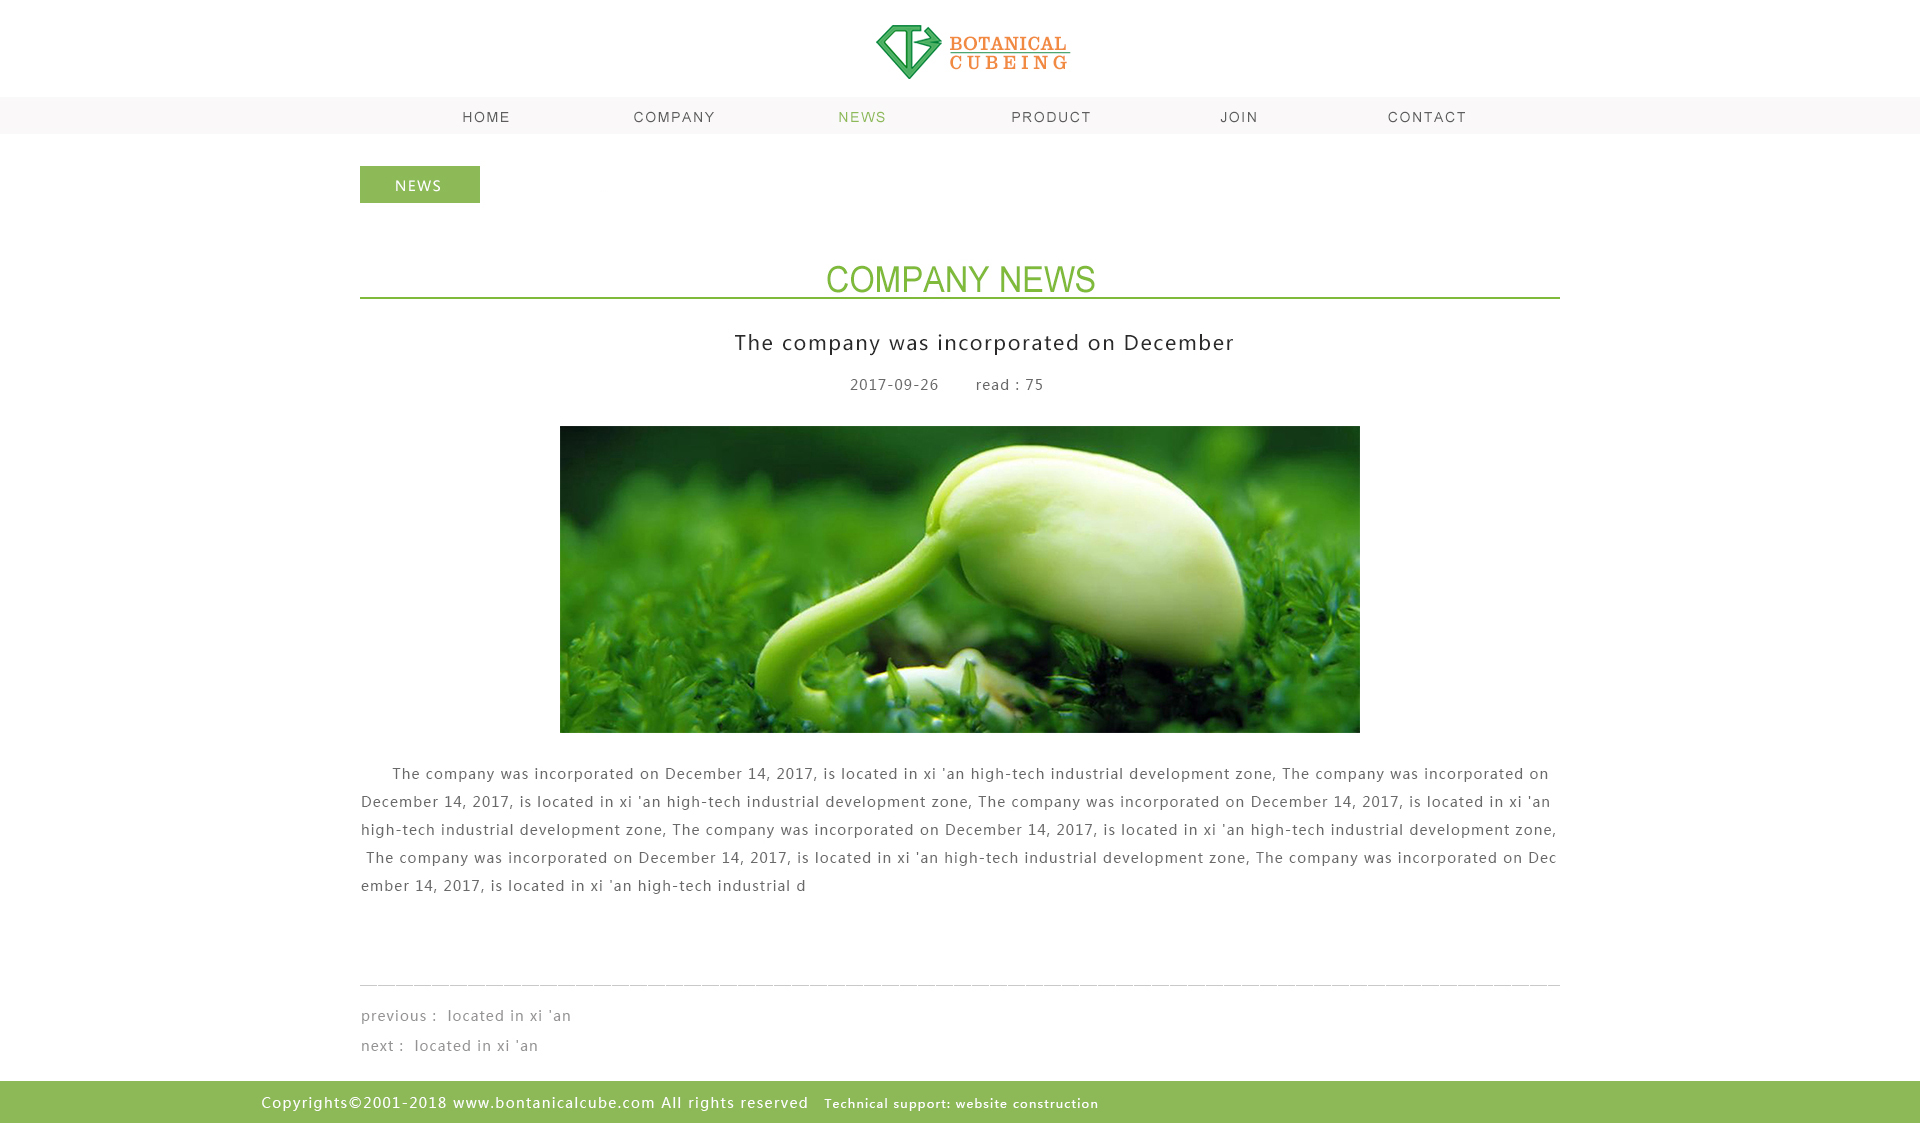 BOTANICAL
CUBEING
HOME COMPANY NEWS PRODUCT JOIN CONTACT
NEWS
COMPANY NEWS
The company was incorporated on December
2017-09-26 read : 75
The company was incorporated on December 14, 2017, is located in xi 'an high-tech industrial development zone, The company was incorporated on
December 14, 2017, is located in xi 'an high-tech industrial development zone, The company was incorporated on December 14, 2017, is located in xi 'an
high-tech industrial development zone, The company was incorporated on December 14, 2017, is located in xi 'an high-tech industrial development zone,
The company was incorporated on December 14, 2017, is located in xi 'an high-tech industrial development zone, The company was incorporated on Dec
ember 14, 2017, is located in xi 'an high-tech industrial d
previous : located in xi 'an
next : located in xi 'an
Copyrights©2001-2018 www.bontanicalcube.com All rights reserved Technical support: website construction